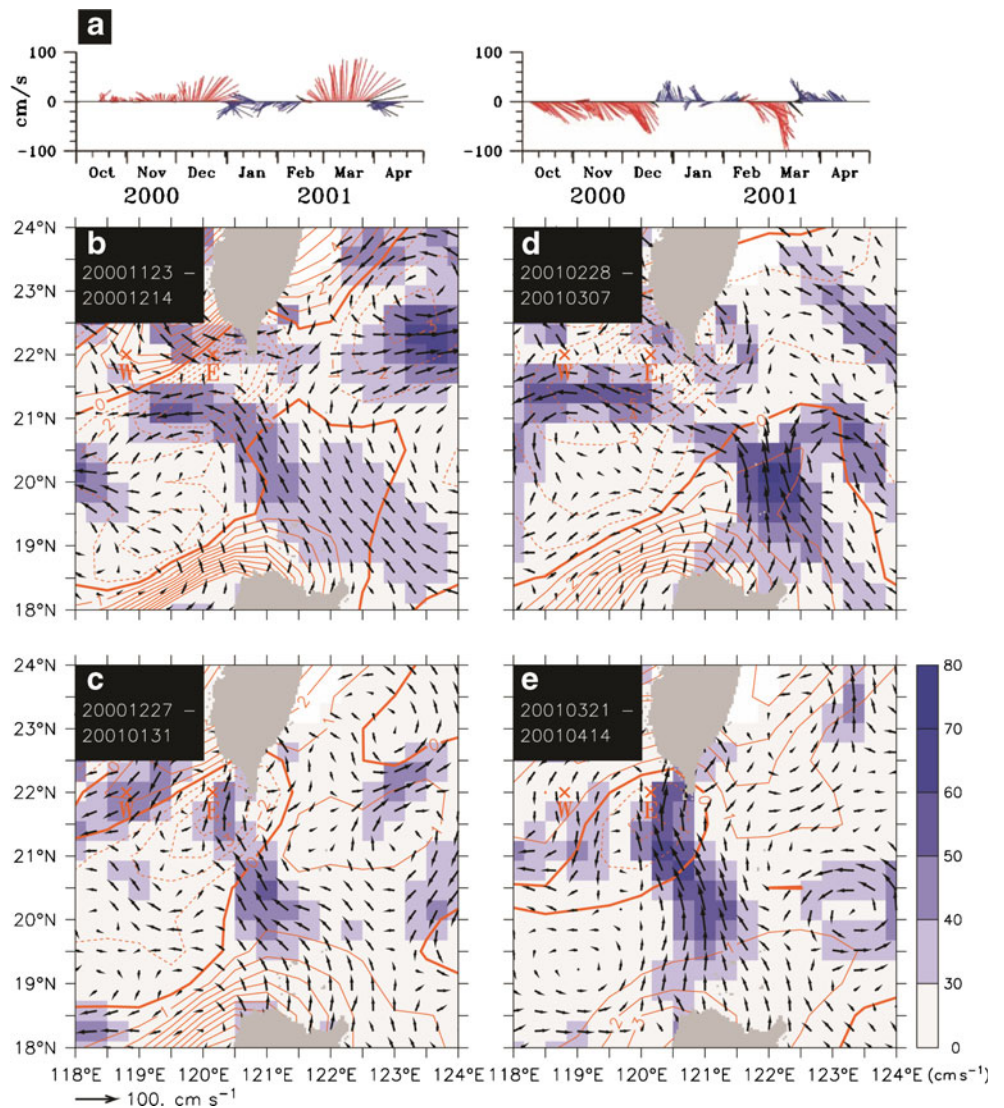 a
100
0
-100
cm/s
Oct Nov Dec Jan Feb Mar Apr
2000 2001
100
0
-100
Oct Nov Dec Jan Feb Mar Apr
2000 2001
b
20001123 –
20001214
24°N
23°N
22°N
21°N
20°N
19°N
18°N
W E
d
20010228 –
20010307
W E
c
20001227 –
20010131
24°N
23°N
22°N
21°N
20°N
19°N
18°N
W E
e
20010321 –
20010414
W E
80
70
60
50
40
30
0
118°E 119°E 120°E 121°E 122°E 123°E 118°E 119°E 120°E 121°E 122°E 123°E 124°E (cm s⁻¹)
100, cm s⁻¹